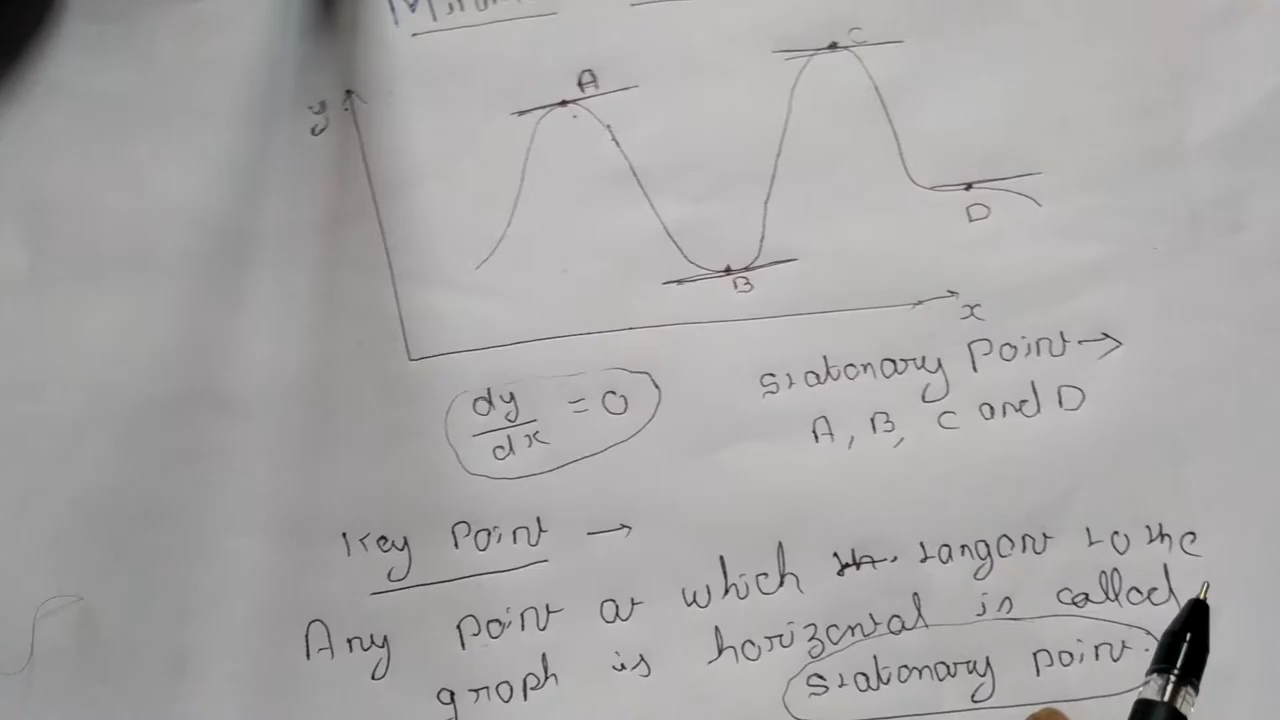 A
C
y
B
D
x
dy
dx
= 0
Stationary Point →
A, B, C and D
Key Point →
Any point at which tangent to the
graph is horizontal is called
stationary point.